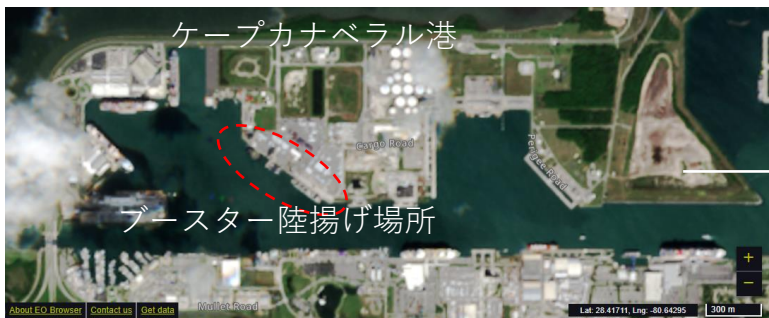 ケープカナベラル港
Cargo Road
Perigee Road
ブースター陸揚げ場所
+
−
Mullet Road
About EO Browser
Contact us
Get data
Lat: 28.41711, Lng: -80.64295
300 m